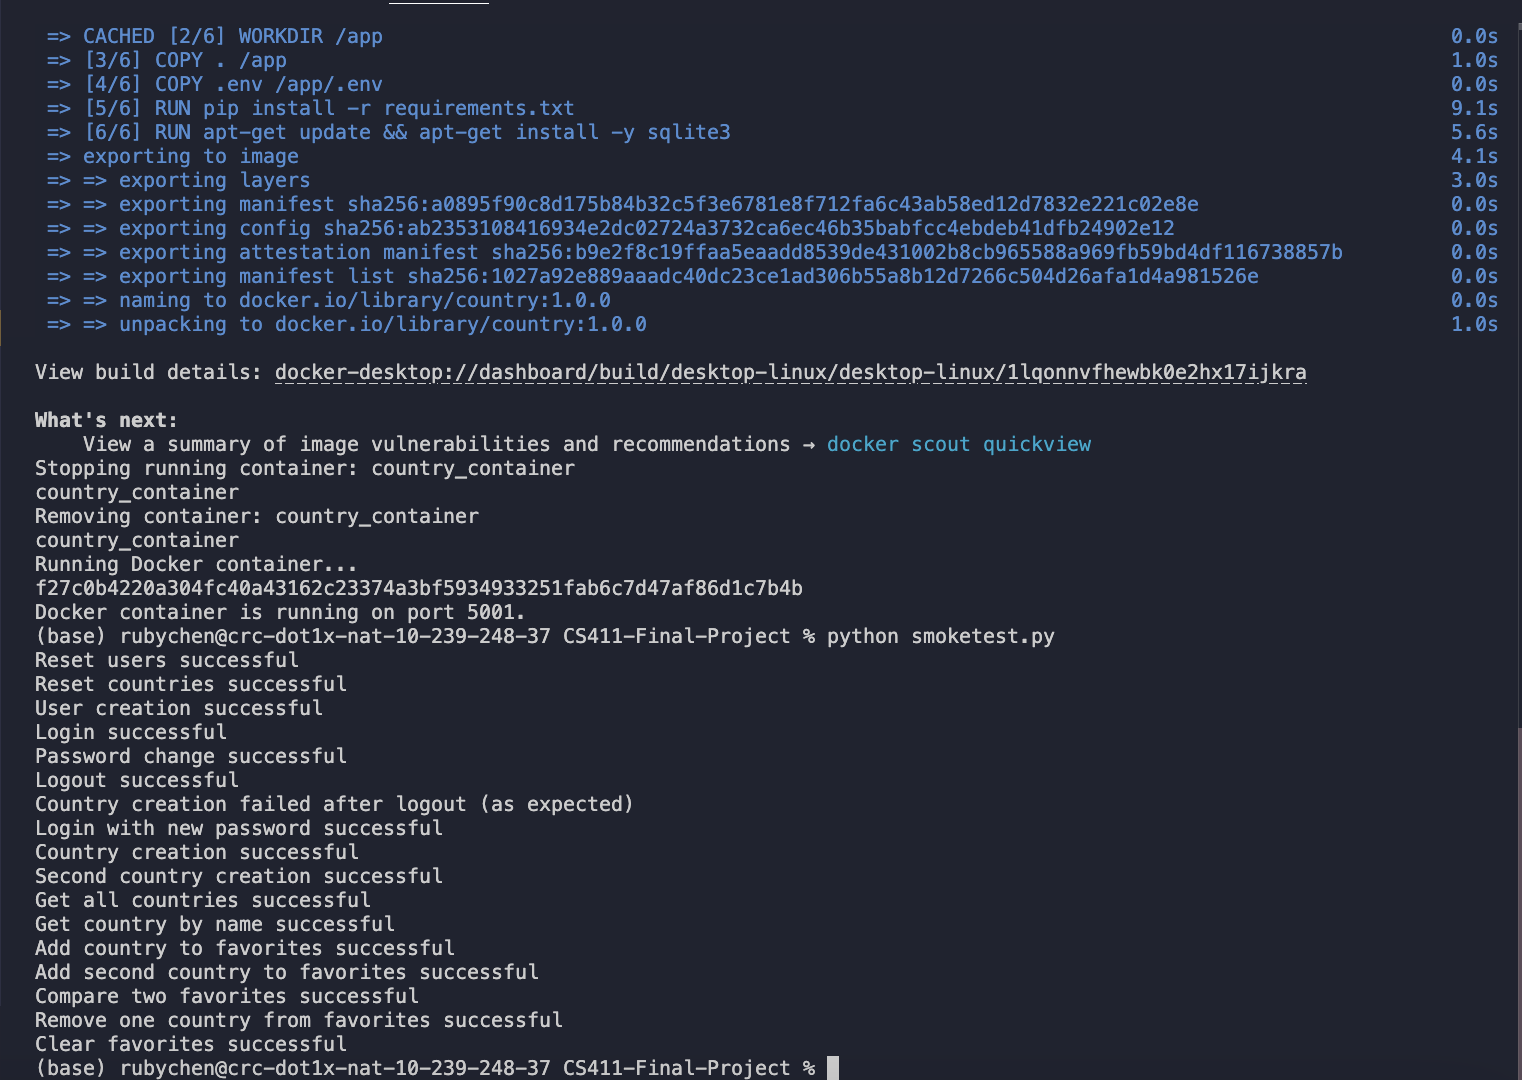 => CACHED [2/6] WORKDIR /app 0.0s
=> [3/6] COPY . /app 1.0s
=> [4/6] COPY .env /app/.env 0.0s
=> [5/6] RUN pip install -r requirements.txt 9.1s
=> [6/6] RUN apt-get update && apt-get install -y sqlite3 5.6s
=> exporting to image 4.1s
=> => exporting layers 3.0s
=> => exporting manifest sha256:a0895f90c8d175b84b32c5f3e6781e8f712fa6c43ab58ed12d7832e221c02e8e 0.0s
=> => exporting config sha256:ab2353108416934e2dc02724a3732ca6ec46b35babfcc4ebdeb41dfb24902e12 0.0s
=> => exporting attestation manifest sha256:b9e2f8c19ffaa5eaadd8539de431002b8cb965588a969fb59bd4df116738857b 0.0s
=> => exporting manifest list sha256:1027a92e889aaadc40dc23ce1ad306b55a8b12d7266c504d26afa1d4a981526e 0.0s
=> => naming to docker.io/library/country:1.0.0 0.0s
=> => unpacking to docker.io/library/country:1.0.0 1.0s
View build details: docker-desktop://dashboard/build/desktop-linux/desktop-linux/1lqonnvfhewbk0e2hx17ijkra
What's next:
View a summary of image vulnerabilities and recommendations → docker scout quickview
Stopping running container: country_container
country_container
Removing container: country_container
country_container
Running Docker container...
f27c0b4220a304fc40a43162c23374a3bf5934933251fab6c7d47af86d1c7b4b
Docker container is running on port 5001.
(base) rubychen@crc-dot1x-nat-10-239-248-37 CS411-Final-Project % python smoketest.py
Reset users successful
Reset countries successful
User creation successful
Login successful
Password change successful
Logout successful
Country creation failed after logout (as expected)
Login with new password successful
Country creation successful
Second country creation successful
Get all countries successful
Get country by name successful
Add country to favorites successful
Add second country to favorites successful
Compare two favorites successful
Remove one country from favorites successful
Clear favorites successful
(base) rubychen@crc-dot1x-nat-10-239-248-37 CS411-Final-Project %